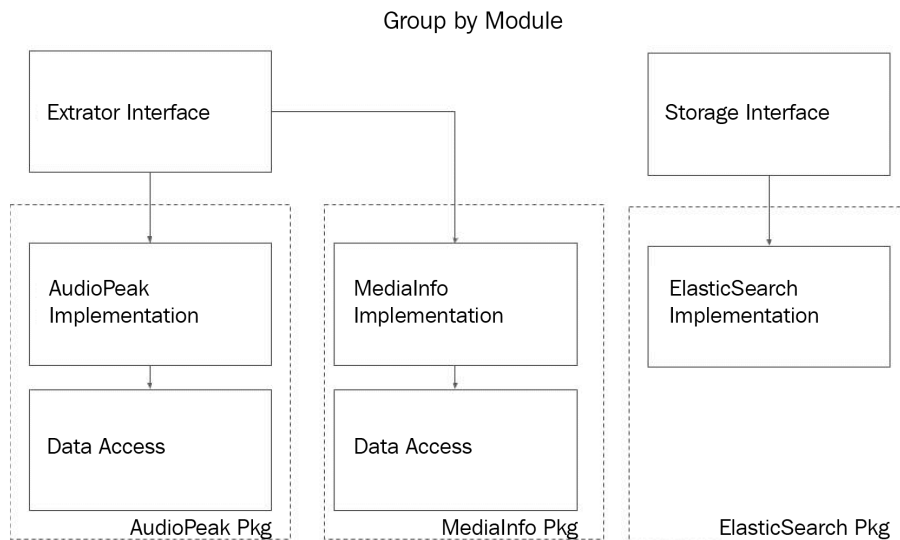 Group by Module
Extrator Interface
Storage Interface
AudioPeak
Implementation
MediaInfo
Implementation
ElasticSearch
Implementation
Data Access
Data Access
AudioPeak Pkg
MediaInfo Pkg
ElasticSearch Pkg